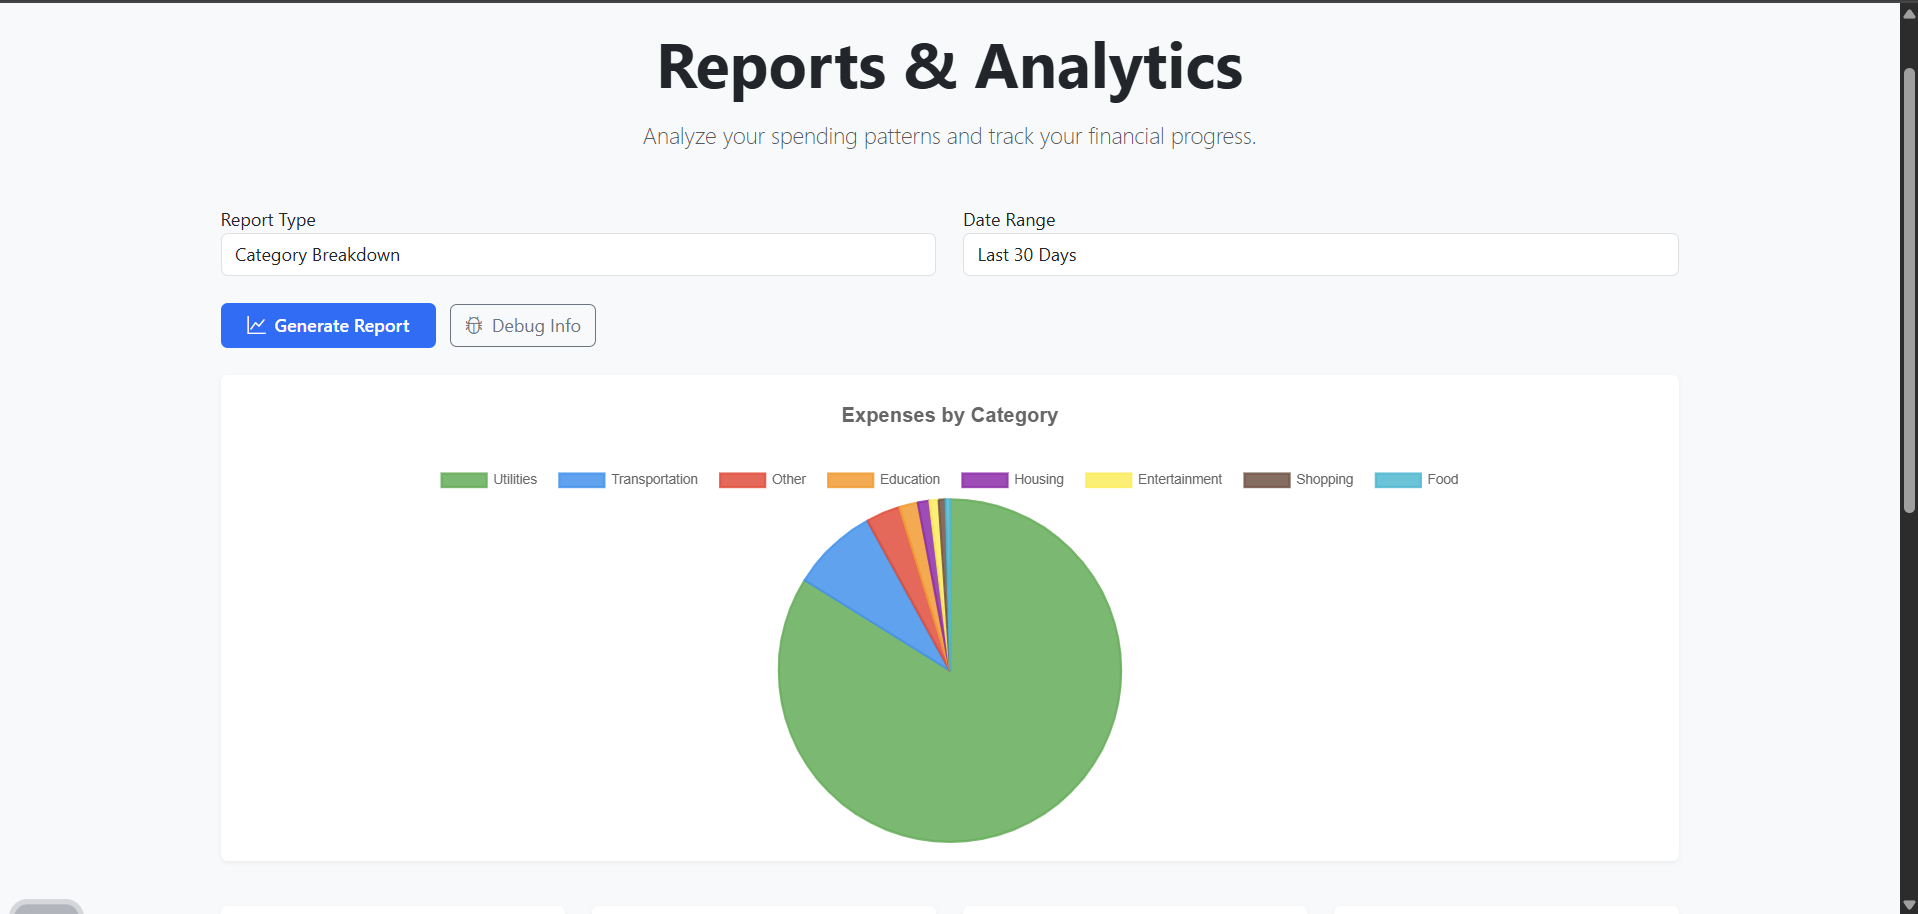 Reports & Analytics
Analyze your spending patterns and track your financial progress.
Report Type
Date Range
Category Breakdown
Last 30 Days
Generate Report
Debug Info
Expenses by Category
Utilities
Transportation
Other
Education
Housing
Entertainment
Shopping
Food